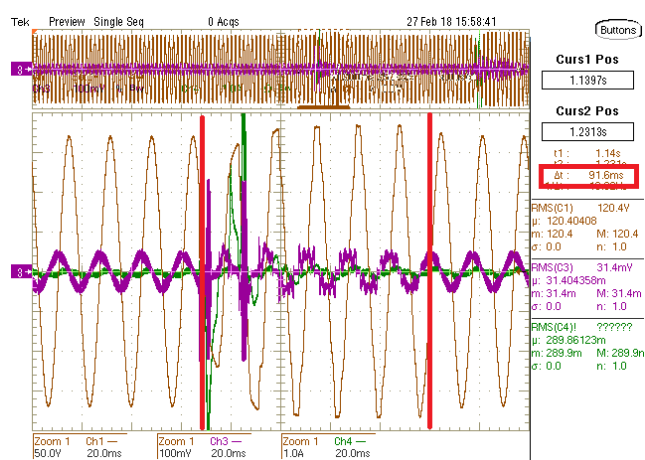 Tek Preview Single Seq 0 Acqs 27 Feb 18 15:58:41
Buttons
Curs1 Pos
1.1397s
Curs2 Pos
1.2313s
t1 : 1.14s
Δt : 91.6ms
3
Ch3 100mV
RMS(C1) 120.4V
μ: 120.40408
m: 120.4 M: 120.4
σ: 0.0 n: 1.0
3
RMS(C3) 31.4mV
μ: 31.404358m
m: 31.4m M: 31.4m
σ: 0.0 n: 1.0
RMS(C4)! ??????
μ: 289.86123m
m: 289.9m M: 289.9m
σ: 0.0 n: 1.0
Zoom 1 Ch1 Zoom 1 Ch3 Zoom 1 Ch4
50.0V 20.0ms 100mV 20.0ms 1.0A 20.0ms